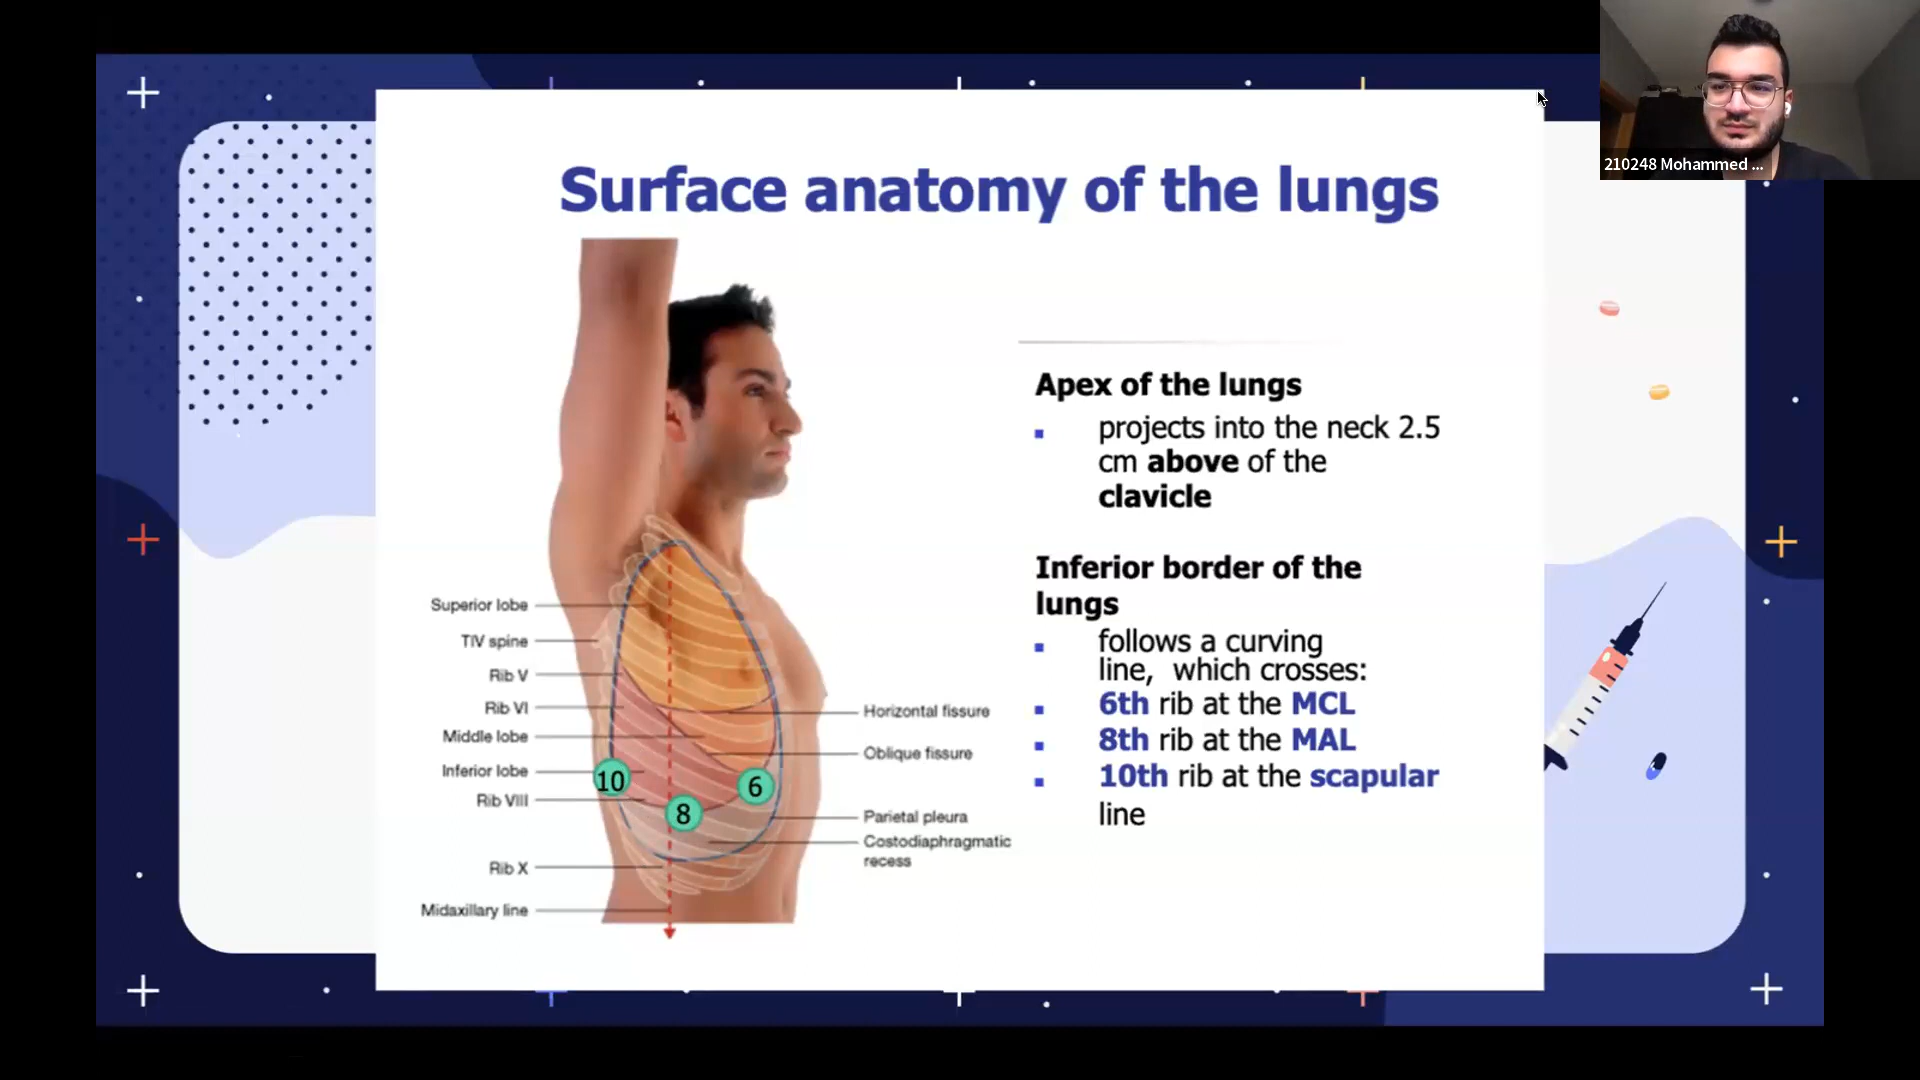 210248 Mohammed ...
Surface anatomy of the lungs
Superior lobe
TIV spine
Rib V
Rib VI
Middle lobe
Inferior lobe
Rib VIII
Rib X
Midaxillary line
10
8
6
Horizontal fissure
Oblique fissure
Parietal pleura
Costodiaphragmatic
recess
Apex of the lungs
projects into the neck 2.5
cm above of the
clavicle
Inferior border of the
lungs
follows a curving
line, which crosses:
6th rib at the MCL
8th rib at the MAL
10th rib at the scapular
line